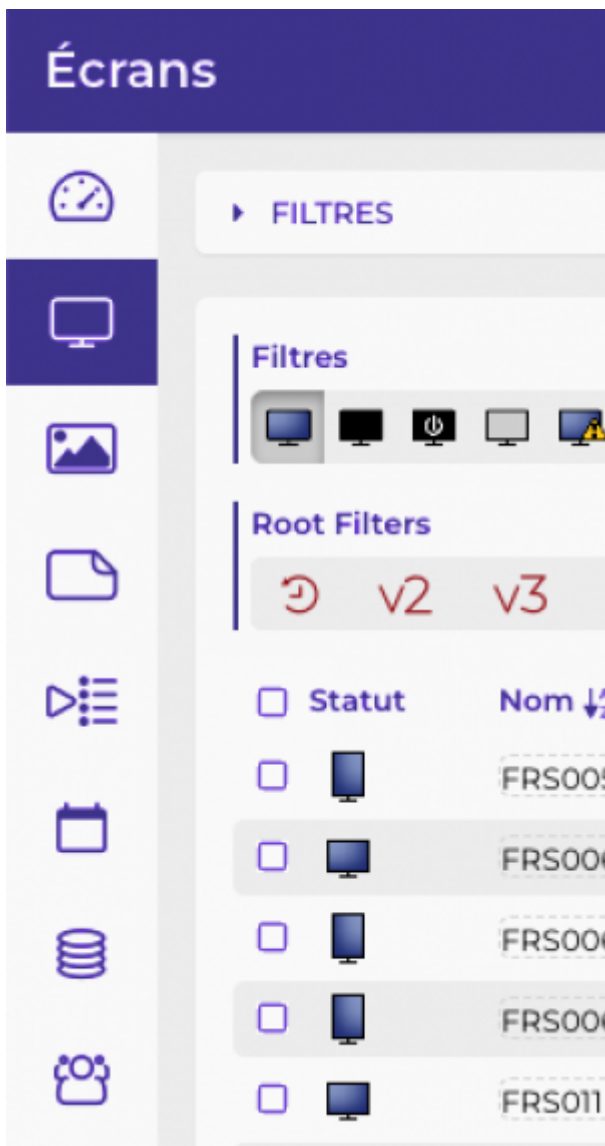 Écrans
FILTRES
Filtres
Root Filters
v2 v3
Statut Nom
FRS011